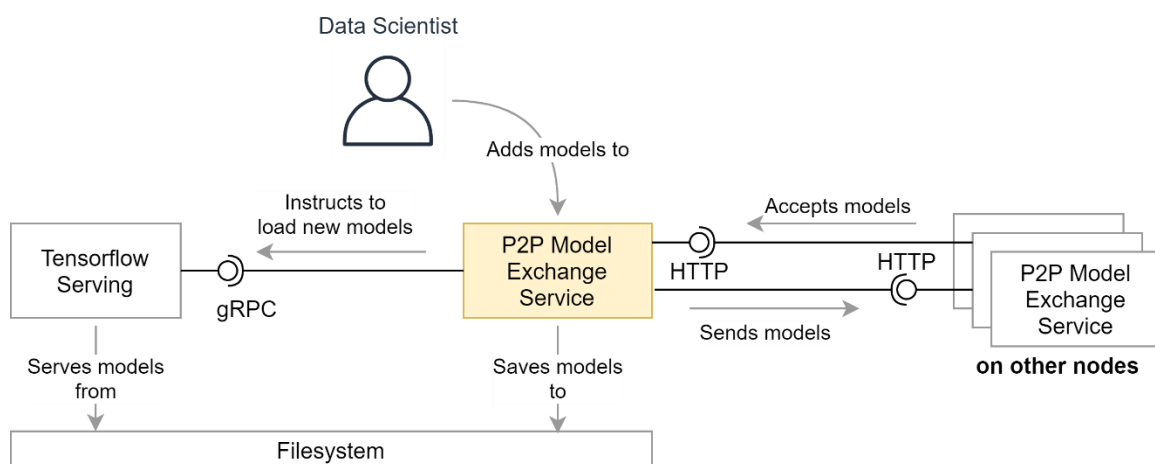 Data Scientist
Adds models to
Instructs to
load new models
Accepts models
Tensorflow
Serving
gRPC
P2P Model
Exchange
Service
HTTP
HTTP
Sends models
P2P Model
Exchange
Service
on other nodes
Serves models
from
Saves models
to
Filesystem